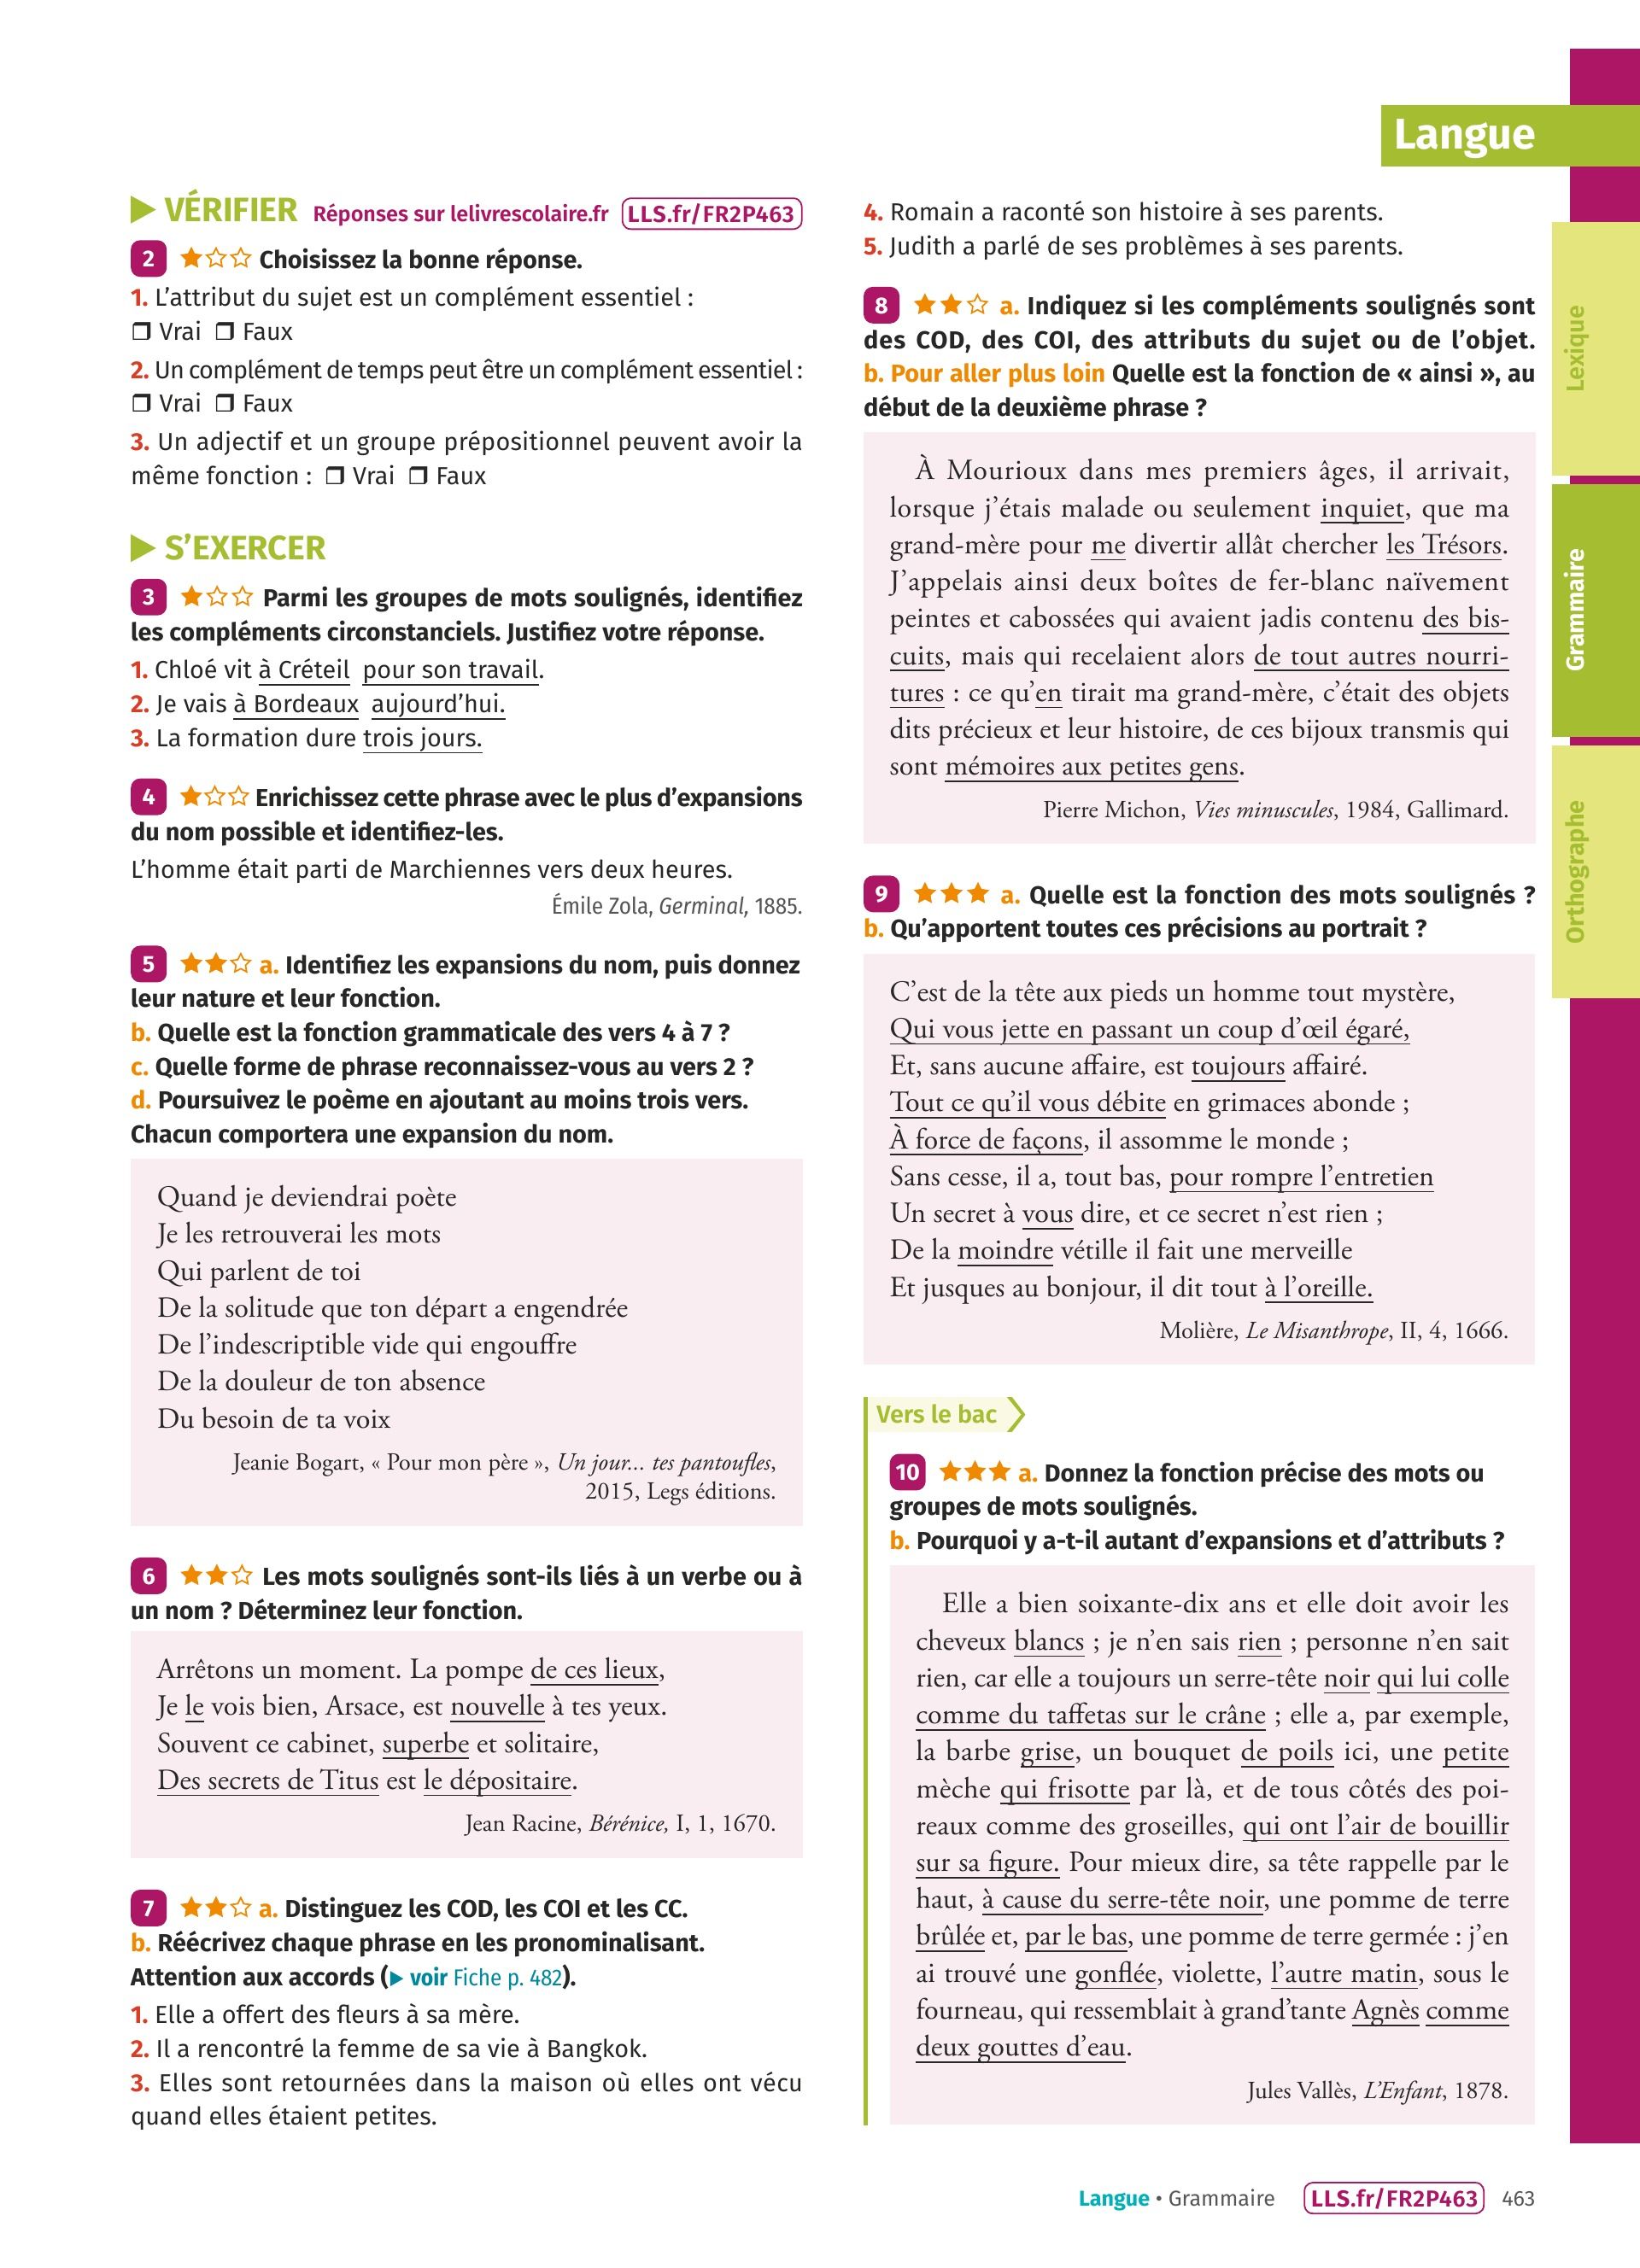 Langue
▶ VÉRIFIER Réponses sur lelivrescolaire.fr LLS.fr/FR2P463
2 ★☆☆ Choisissez la bonne réponse.
1. L’attribut du sujet est un complément essentiel :
❒ Vrai ❒ Faux
2. Un complément de temps peut être un complément essentiel :
❒ Vrai ❒ Faux
3. Un adjectif et un groupe prépositionnel peuvent avoir la
même fonction : ❒ Vrai ❒ Faux
▶ S’EXERCER
3 ★☆☆ Parmi les groupes de mots soulignés, identifiez
les compléments circonstanciels. Justifiez votre réponse.
1. Chloé vit à Créteil pour son travail.
2. Je vais à Bordeaux aujourd’hui.
3. La formation dure trois jours.
4 ★☆☆ Enrichissez cette phrase avec le plus d’expansions
du nom possible et identifiez-les.
L’homme était parti de Marchiennes vers deux heures.
Émile Zola, Germinal, 1885.
5 ★★☆ a. Identifiez les expansions du nom, puis donnez
leur nature et leur fonction.
b. Quelle est la fonction grammaticale des vers 4 à 7 ?
c. Quelle forme de phrase reconnaissez-vous au vers 2 ?
d. Poursuivez le poème en ajoutant au moins trois vers.
Chacun comportera une expansion du nom.
Quand je deviendrai poète
Je les retrouverai les mots
Qui parlent de toi
De la solitude que ton départ a engendrée
De l’indescriptible vide qui engouffre
De la douleur de ton absence
Du besoin de ta voix
Jeanie Bogart, « Pour mon père », Un jour... tes pantoufles,
2015, Legs éditions.
6 ★★☆ Les mots soulignés sont-ils liés à un verbe ou à
un nom ? Déterminez leur fonction.
Arrêtons un moment. La pompe de ces lieux,
Je le vois bien, Arsace, est nouvelle à tes yeux.
Souvent ce cabinet, superbe et solitaire,
Des secrets de Titus est le dépositaire.
Jean Racine, Bérénice, I, 1, 1670.
7 ★★☆ a. Distinguez les COD, les COI et les CC.
b. Réécrivez chaque phrase en les pronominalisant.
Attention aux accords (▶ voir Fiche p. 482).
1. Elle a offert des fleurs à sa mère.
2. Il a rencontré la femme de sa vie à Bangkok.
3. Elles sont retournées dans la maison où elles ont vécu
quand elles étaient petites.
4. Romain a raconté son histoire à ses parents.
5. Judith a parlé de ses problèmes à ses parents.
8 ★★☆ a. Indiquez si les compléments soulignés sont
des COD, des COI, des attributs du sujet ou de l’objet.
b. Pour aller plus loin Quelle est la fonction de « ainsi », au
début de la deuxième phrase ?
À Mourioux dans mes premiers âges, il arrivait,
lorsque j’étais malade ou seulement inquiet, que ma
grand-mère pour me divertir allât chercher les Trésors.
J’appelais ainsi deux boîtes de fer-blanc naïvement
peintes et cabossées qui avaient jadis contenu des bis-
cuits, mais qui recelaient alors de tout autres nourri-
tures : ce qu’en tirait ma grand-mère, c’était des objets
dits précieux et leur histoire, de ces bijoux transmis qui
sont mémoires aux petites gens.
Pierre Michon, Vies minuscules, 1984, Gallimard.
9 ★★★ a. Quelle est la fonction des mots soulignés ?
b. Qu’apportent toutes ces précisions au portrait ?
C’est de la tête aux pieds un homme tout mystère,
Qui vous jette en passant un coup d’œil égaré,
Et, sans aucune affaire, est toujours affairé.
Tout ce qu’il vous débite en grimaces abonde ;
À force de façons, il assomme le monde ;
Sans cesse, il a, tout bas, pour rompre l’entretien
Un secret à vous dire, et ce secret n’est rien ;
De la moindre vétille il fait une merveille
Et jusques au bonjour, il dit tout à l’oreille.
Molière, Le Misanthrope, II, 4, 1666.
Vers le bac
10 ★★★ a. Donnez la fonction précise des mots ou
groupes de mots soulignés.
b. Pourquoi y a-t-il autant d’expansions et d’attributs ?
Elle a bien soixante-dix ans et elle doit avoir les
cheveux blancs ; je n’en sais rien ; personne n’en sait
rien, car elle a toujours un serre-tête noir qui lui colle
comme du taffetas sur le crâne ; elle a, par exemple,
la barbe grise, un bouquet de poils ici, une petite
mèche qui frisotte par là, et de tous côtés des poi-
reaux comme des groseilles, qui ont l’air de bouillir
sur sa figure. Pour mieux dire, sa tête rappelle par le
haut, à cause du serre-tête noir, une pomme de terre
brûlée et, par le bas, une pomme de terre germée : j’en
ai trouvé une gonflée, violette, l’autre matin, sous le
fourneau, qui ressemblait à grand’tante Agnès comme
deux gouttes d’eau.
Jules Vallès, L’Enfant, 1878.
Lexique
Grammaire
Orthographe
Langue • Grammaire LLS.fr/FR2P463 463